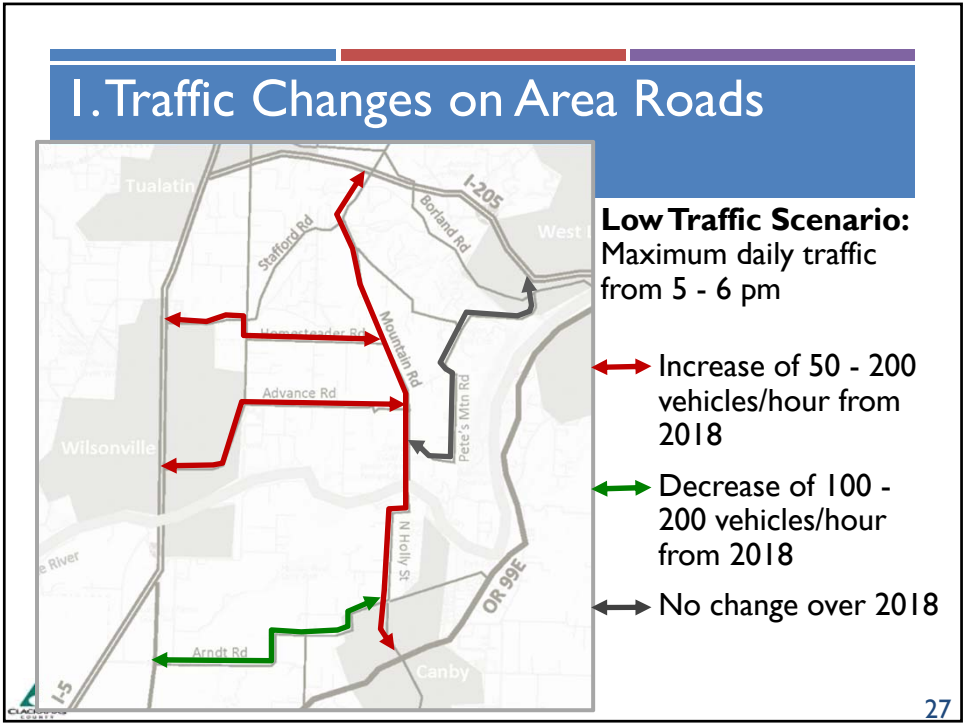 1. Traffic Changes on Area Roads
Tualatin
I-205
Borland Rd
Stafford Rd
West
Low Traffic Scenario:
Maximum daily traffic
from 5 - 6 pm
Homesteader Rd
Mountain Rd
Advance Rd
Pete's Mtn Rd
Wilsonville
Increase of 50 - 200
vehicles/hour from
2018
Decrease of 100 -
200 vehicles/hour
from 2018
No change over 2018
e River
N Holly St
OR 99E
Arndt Rd
Canby
I-5
CLACKAMAS
COUNTY
27